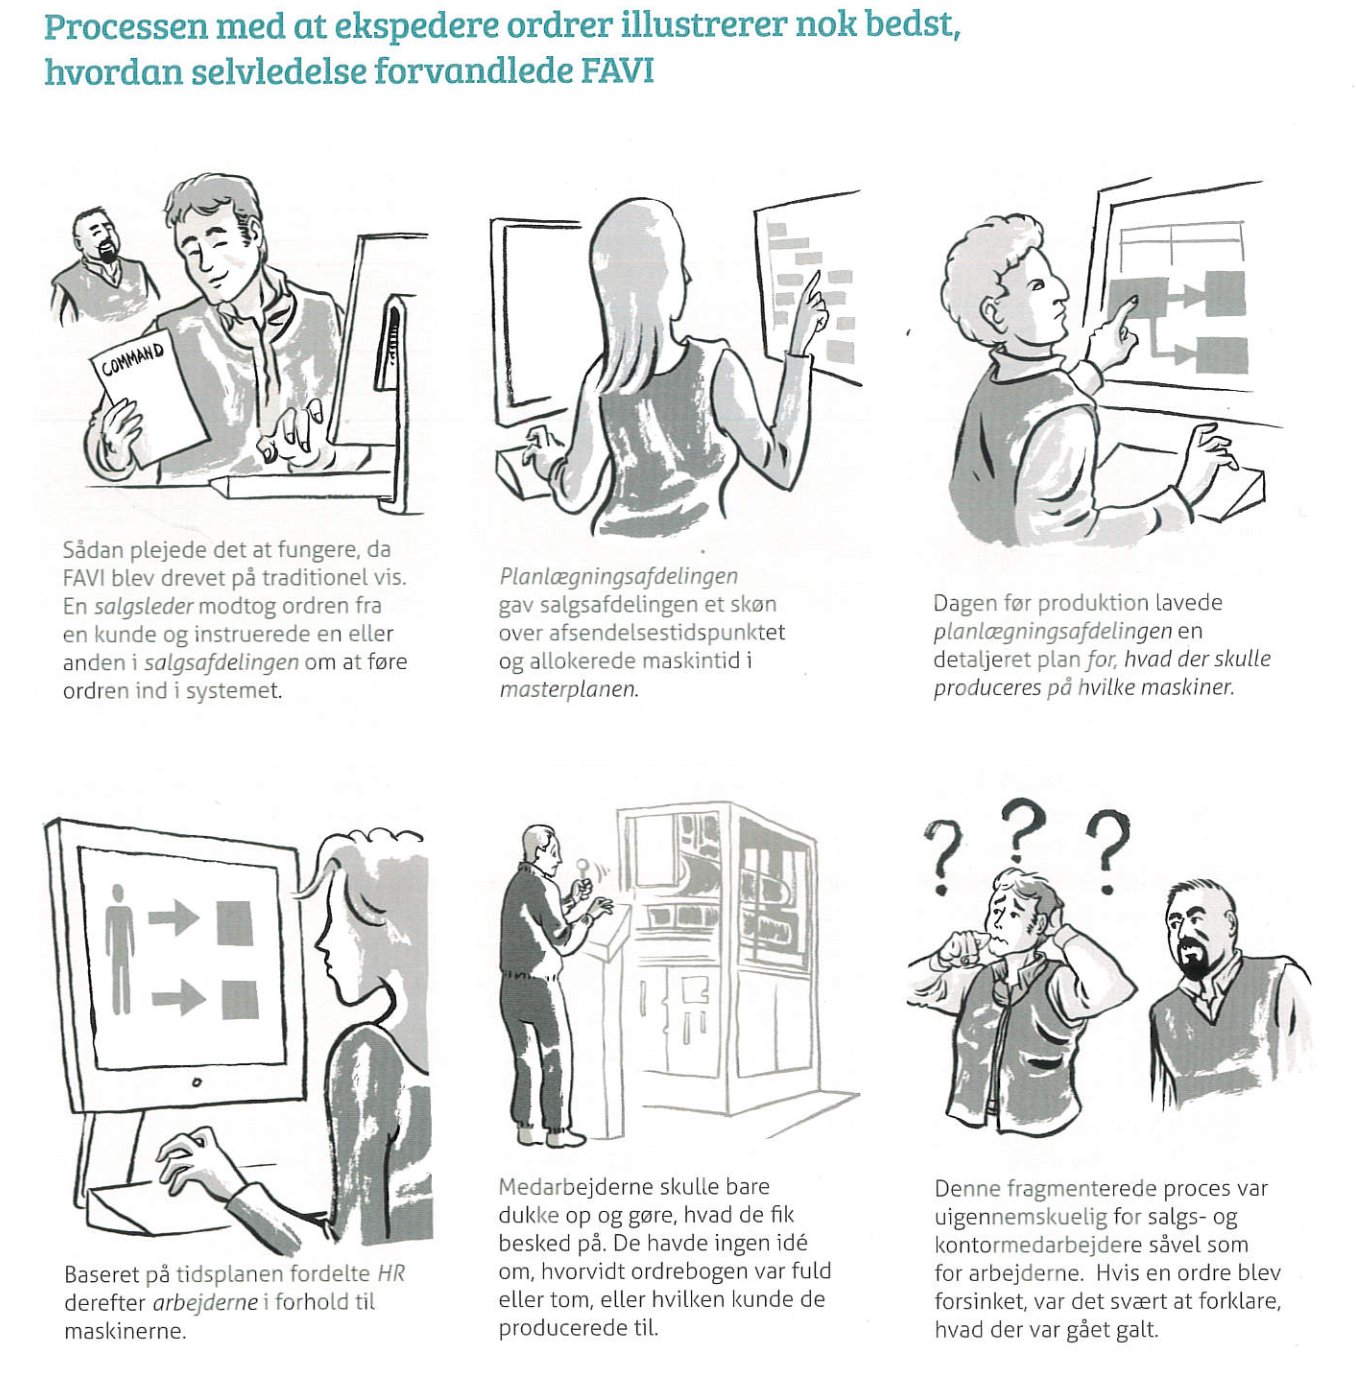 Processen med at ekspedere ordrer illustrerer nok bedst,
hvordan selvledelse forvandlede FAVI
COMMAND
Sådan plejede det at fungere, da
FAVI blev drevet på traditionel vis.
En salgsleder modtog ordren fra
en kunde og instruerede en eller
anden i salgsafdelingen om at føre
ordren ind i systemet.
Planlægningsafdelingen
gav salgsafdelingen et skøn
over afsendelsestidspunktet
og allokerede maskintid i
masterplanen.
Dagen før produktion lavede
planlægningsafdelingen en
detaljeret plan for, hvad der skulle
produceres på hvilke maskiner.
Baseret på tidsplanen fordelte HR
derefter arbejderne i forhold til
maskinerne.
Medarbejderne skulle bare
dukke op og gøre, hvad de fik
besked på. De havde ingen idé
om, hvorvidt ordrebogen var fuld
eller tom, eller hvilken kunde de
producerede til.
? ? ?
Denne fragmenterede proces var
uigennemskuelig for salgs- og
kontormedarbejdere såvel som
for arbejderne. Hvis en ordre blev
forsinket, var det svært at forklare,
hvad der var gået galt.